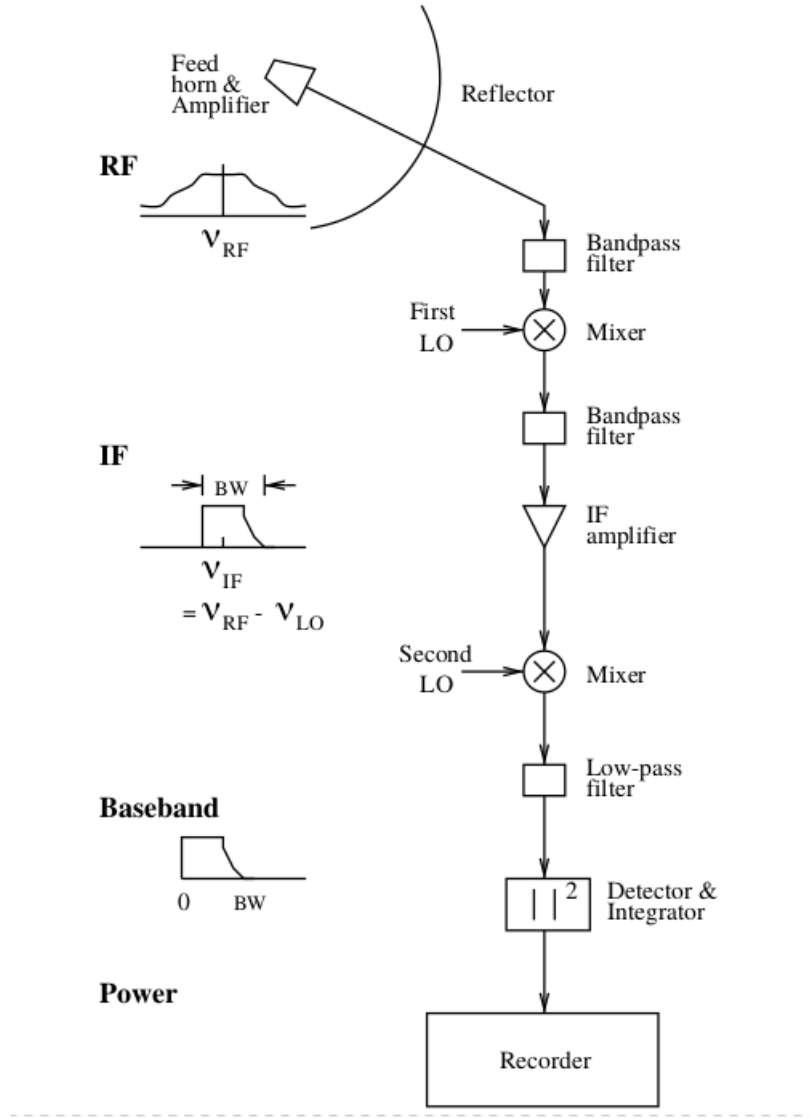 Feed
horn &
Amplifier
Reflector
RF
ν RF
Bandpass
filter
First
LO
Mixer
Bandpass
filter
IF
BW
ν IF
= ν RF - ν LO
IF
amplifier
Second
LO
Mixer
Low-pass
filter
Baseband
0 BW
| | 2
Detector &
Integrator
Power
Recorder